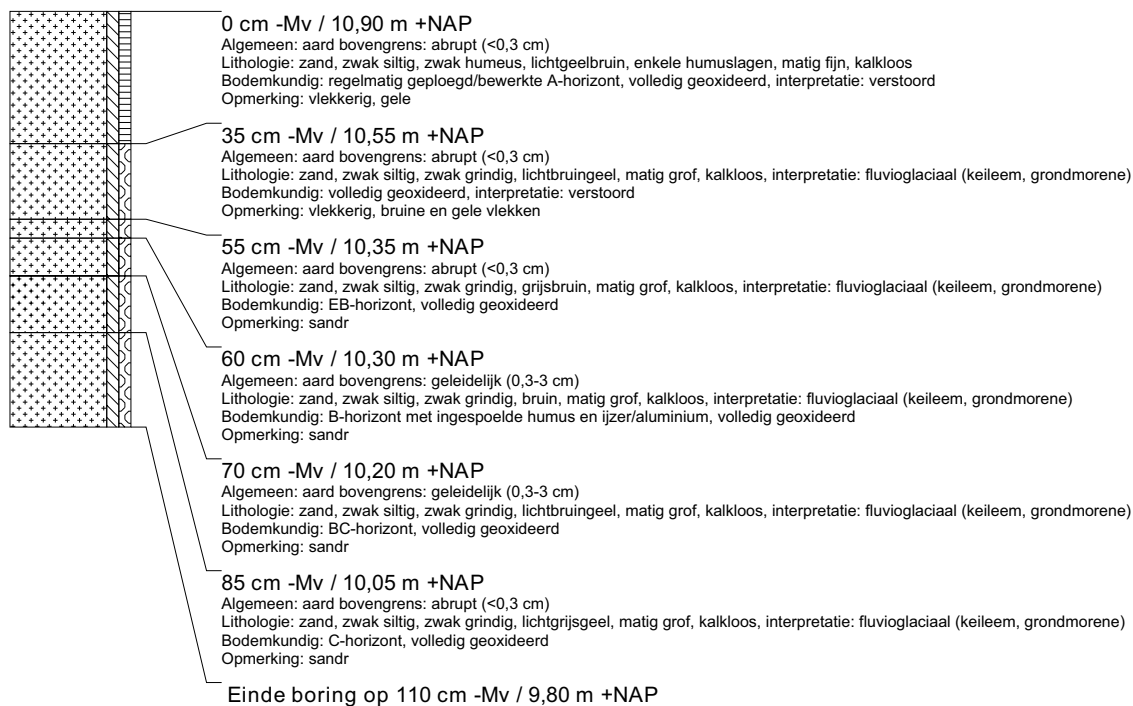 0 cm -Mv / 10,90 m +NAP
Algemeen: aard bovengrens: abrupt (<0,3 cm)
Lithologie: zand, zwak siltig, zwak humeus, lichtgeelbruin, enkele humuslagen, matig fijn, kalkloos
Bodemkundig: regelmatig geploegd/bewerkte A-horizont, volledig geoxideerd, interpretatie: verstoord
Opmerking: vlekkerig, gele
35 cm -Mv / 10,55 m +NAP
Algemeen: aard bovengrens: abrupt (<0,3 cm)
Lithologie: zand, zwak siltig, zwak grindig, lichtbruingeel, matig grof, kalkloos, interpretatie: fluvioglaciaal (keileem, grondmorene)
Bodemkundig: volledig geoxideerd, interpretatie: verstoord
Opmerking: vlekkerig, bruine en gele vlekken
55 cm -Mv / 10,35 m +NAP
Algemeen: aard bovengrens: abrupt (<0,3 cm)
Lithologie: zand, zwak siltig, zwak grindig, grijsbruin, matig grof, kalkloos, interpretatie: fluvioglaciaal (keileem, grondmorene)
Bodemkundig: EB-horizont, volledig geoxideerd
Opmerking: sandr
60 cm -Mv / 10,30 m +NAP
Algemeen: aard bovengrens: geleidelijk (0,3-3 cm)
Lithologie: zand, zwak siltig, zwak grindig, bruin, matig grof, kalkloos, interpretatie: fluvioglaciaal (keileem, grondmorene)
Bodemkundig: B-horizont met ingespoelde humus en ijzer/aluminium, volledig geoxideerd
Opmerking: sandr
70 cm -Mv / 10,20 m +NAP
Algemeen: aard bovengrens: geleidelijk (0,3-3 cm)
Lithologie: zand, zwak siltig, zwak grindig, lichtbruingeel, matig grof, kalkloos, interpretatie: fluvioglaciaal (keileem, grondmorene)
Bodemkundig: BC-horizont, volledig geoxideerd
Opmerking: sandr
85 cm -Mv / 10,05 m +NAP
Algemeen: aard bovengrens: abrupt (<0,3 cm)
Lithologie: zand, zwak siltig, zwak grindig, lichtgrijsgeel, matig grof, kalkloos, interpretatie: fluvioglaciaal (keileem, grondmorene)
Bodemkundig: C-horizont, volledig geoxideerd
Opmerking: sandr
Einde boring op 110 cm -Mv / 9,80 m +NAP